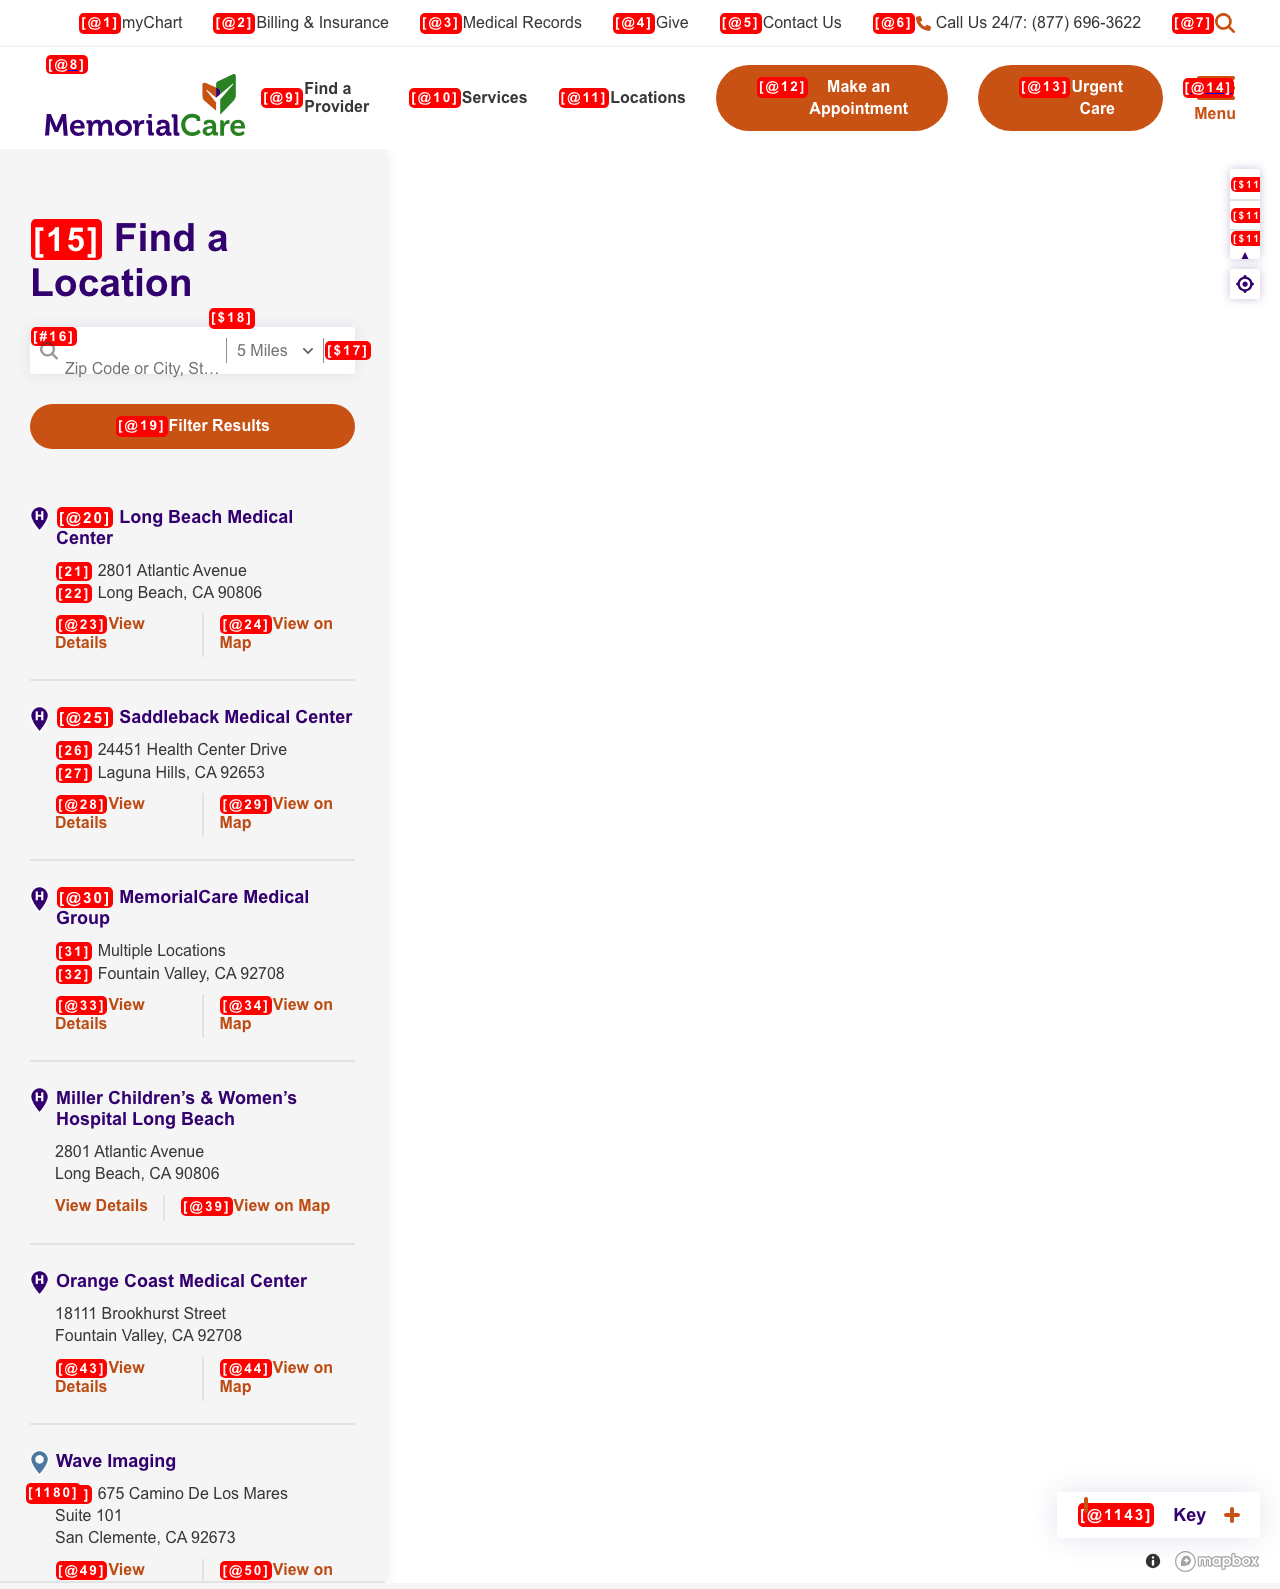 [@1]myChart [@2]Billing & Insurance [@3]Medical Records [@4]Give [@5]Contact Us [@6] Call Us 24/7: (877) 696-3622 [@7]
[@8]
MemorialCare
[@9]Find a
Provider
[@10]Services [@11]Locations
[@12] Make an
Appointment
[@13]Urgent
Care
[@14]
Menu
[15] Find a
Location
[#16]
Zip Code or City, St…
[$18]
5 Miles
[$17]
[@19]Filter Results
[@20] Long Beach Medical
Center
[21] 2801 Atlantic Avenue
[22] Long Beach, CA 90806
[@23]View
Details
[@24]View on
Map
[@25] Saddleback Medical Center
[26] 24451 Health Center Drive
[27] Laguna Hills, CA 92653
[@28]View
Details
[@29]View on
Map
[@30] MemorialCare Medical
Group
[31] Multiple Locations
[32] Fountain Valley, CA 92708
[@33]View
Details
[@34]View on
Map
Miller Children’s & Women’s
Hospital Long Beach
2801 Atlantic Avenue
Long Beach, CA 90806
View Details [@39]View on Map
Orange Coast Medical Center
18111 Brookhurst Street
Fountain Valley, CA 92708
[@43]View
Details
[@44]View on
Map
Wave Imaging
[1180] ] 675 Camino De Los Mares
Suite 101
San Clemente, CA 92673
[@49]View [@50]View on
[$11
[$11
[$11
[@1143] Key
mapbox